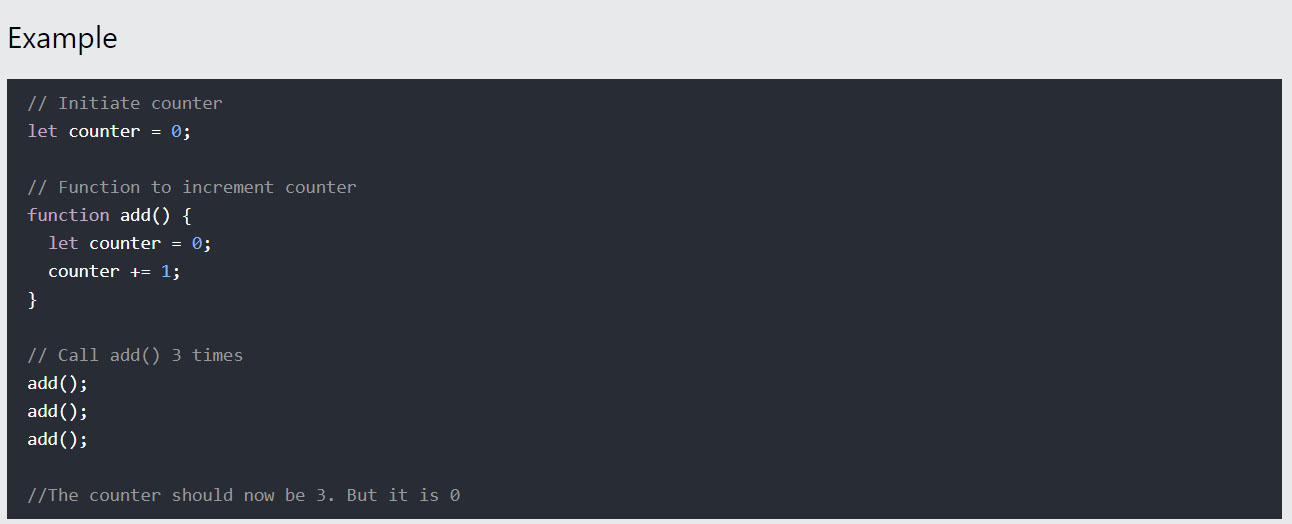 Example
// Initiate counter
let counter = 0;
// Function to increment counter
function add() {
  let counter = 0;
  counter += 1;
}
// Call add() 3 times
add();
add();
add();
//The counter should now be 3. But it is 0